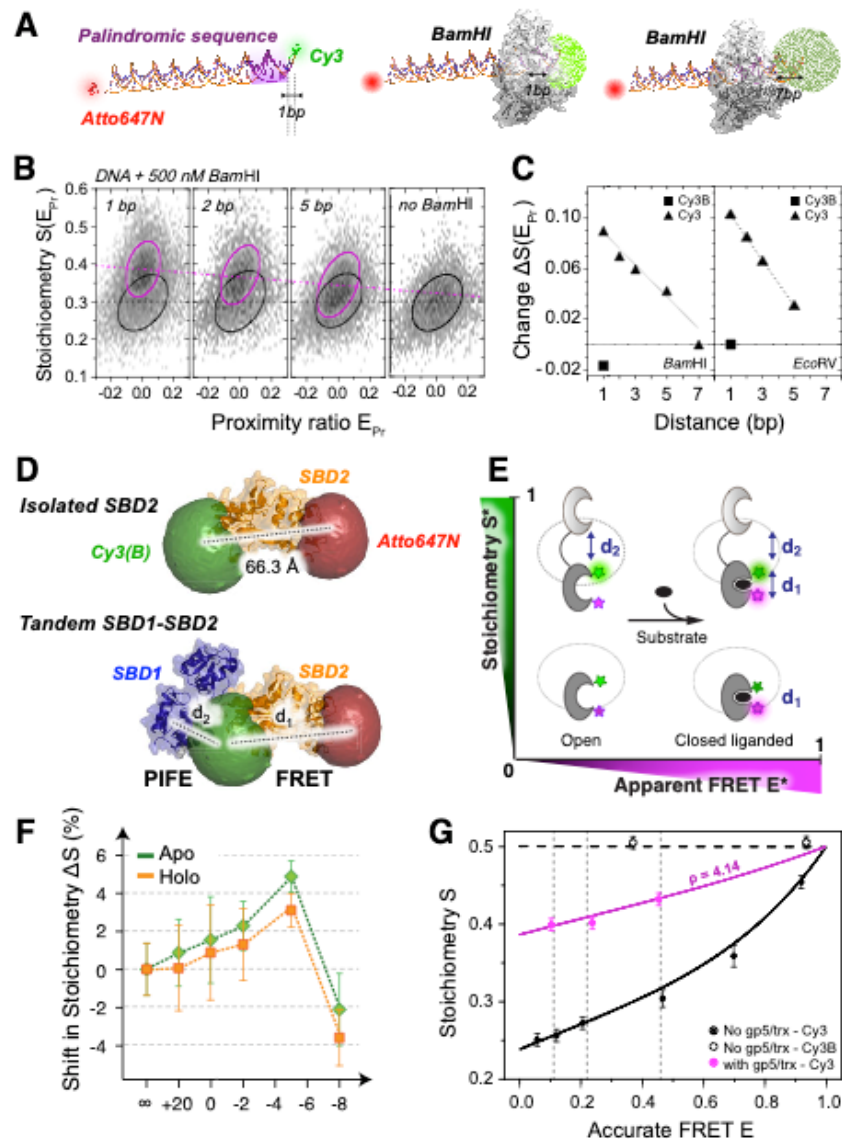 A
Palindromic sequence
Cy3
1bp
Atto647N
BamHI
1bp
BamHI
7bp
B
DNA + 500 nM BamHI
1 bp
2 bp
5 bp
no BamHI
Stoichioemetry S(E_Pr)
0.6
0.5
0.4
0.3
0.2
0.1
-0.2 0.0 0.2 -0.2 0.0 0.2 -0.2 0.0 0.2 -0.2 0.0 0.2
Proximity ratio E_Pr
C
Change ΔS(E_Pr)
0.10
0.06
0.02
-0.02
Cy3B
Cy3
Cy3B
Cy3
BamHI
EcoRV
1 3 5 7 1 3 5 7
Distance (bp)
D
SBD2
Isolated SBD2
Cy3(B)
Atto647N
66.3 Å
Tandem SBD1-SBD2
SBD1
SBD2
d₂
d₁
PIFE
FRET
E
Stoichiometry S*
1
d₂
d₂
d₁
Substrate
d₁
Open
Closed liganded
0
1
Apparent FRET E*
F
Shift in Stoichiometry ΔS (%)
Apo
Holo
6
4
2
0
-2
-4
∞ +20 0 -2 -4 -5 -8
G
Stoichiometry S
0.5
0.4
0.3
0.2
ρ = 4.14
No gp5/trx - Cy3
No gp5/trx - Cy3B
with gp5/trx - Cy3
0.0 0.2 0.4 0.6 0.8 1.0
Accurate FRET E